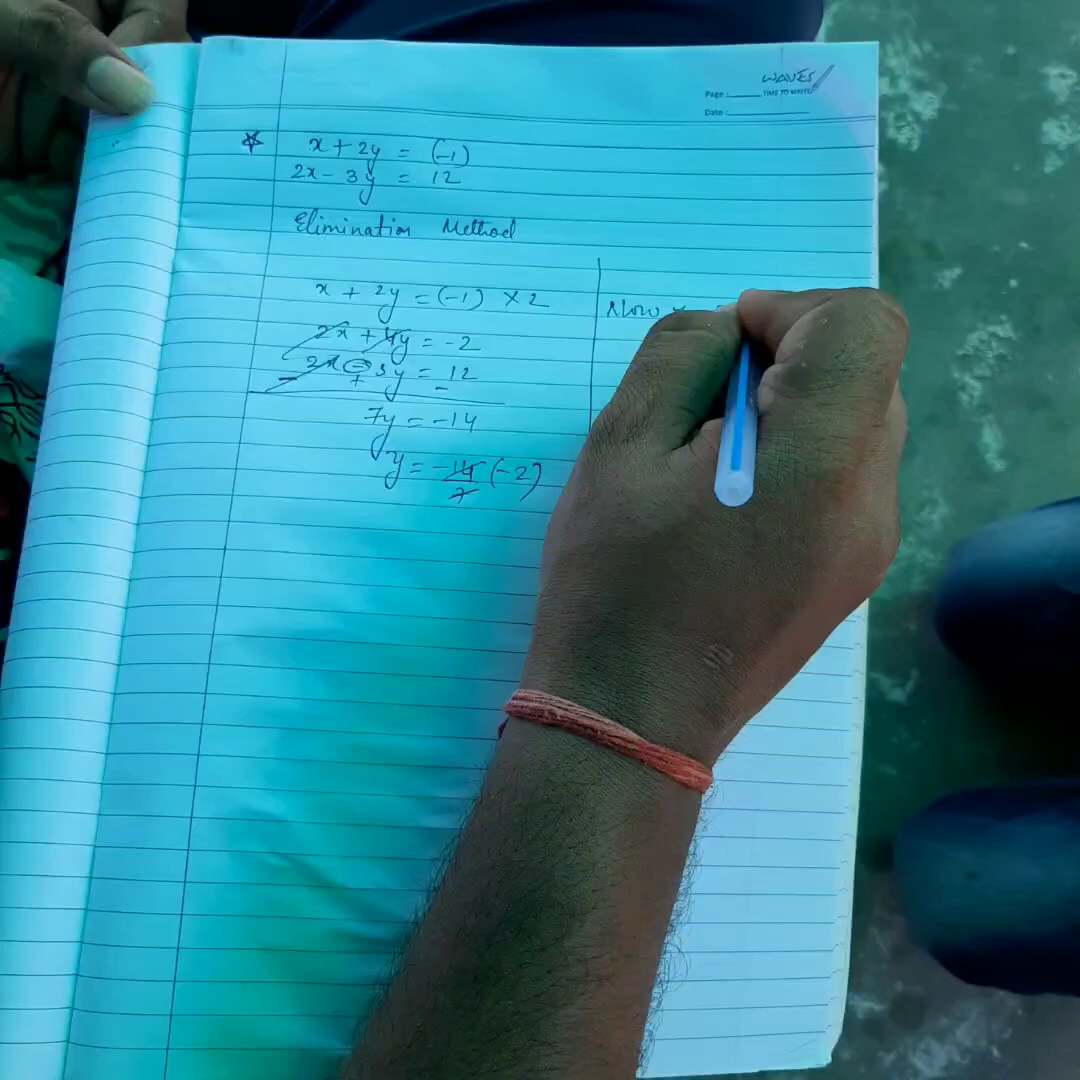 WAVES
Page : TIME TO WRITE
Date :
x + 2y = (-1)
2x - 3y = 12
Elimination Method
x + 2y = (-1) × 2
2x + 4y = -2
2x - 3y = 12
- + -
7y = -14
y = -14/7 (-2)
Now